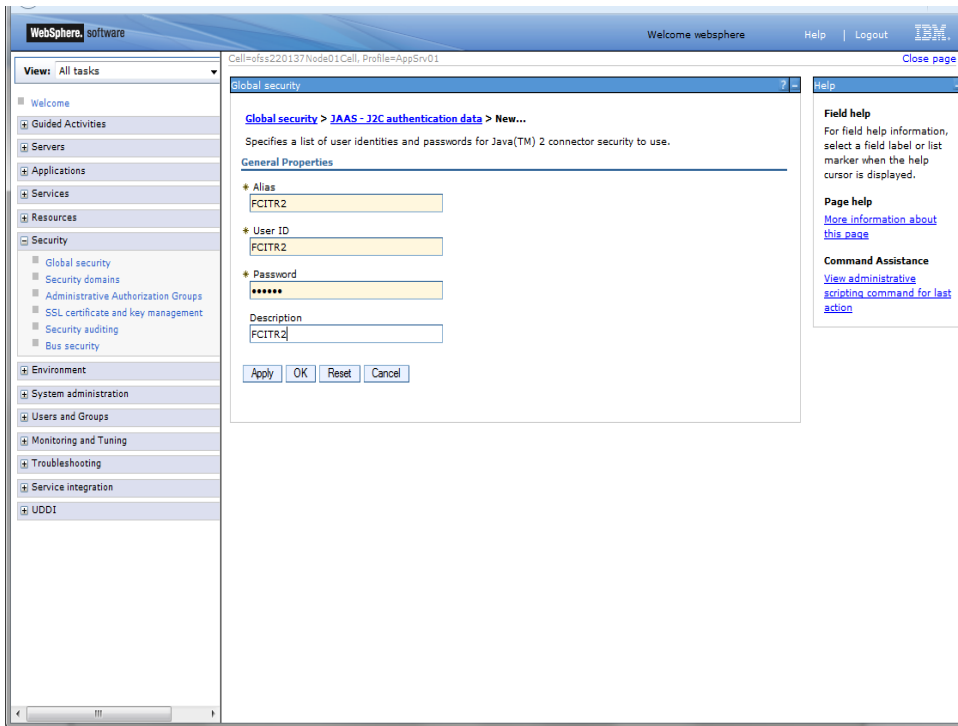 WebSphere. software
Welcome websphere
Help | Logout
IBM.
View: All tasks
Cell=ofss220137Node01Cell, Profile=AppSrv01
Close page
Welcome
Guided Activities
Servers
Applications
Services
Resources
Security
Global security
Security domains
Administrative Authorization Groups
SSL certificate and key management
Security auditing
Bus security
Environment
System administration
Users and Groups
Monitoring and Tuning
Troubleshooting
Service integration
UDDI
Global security
? -
Global security > JAAS - J2C authentication data > New...
Specifies a list of user identities and passwords for Java(TM) 2 connector security to use.
General Properties
* Alias
FCITR2
* User ID
FCITR2
* Password
••••••
Description
FCITR2
Apply OK Reset Cancel
Help
Field help
For field help information,
select a field label or list
marker when the help
cursor is displayed.
Page help
More information about
this page
Command Assistance
View administrative
scripting command for last
action